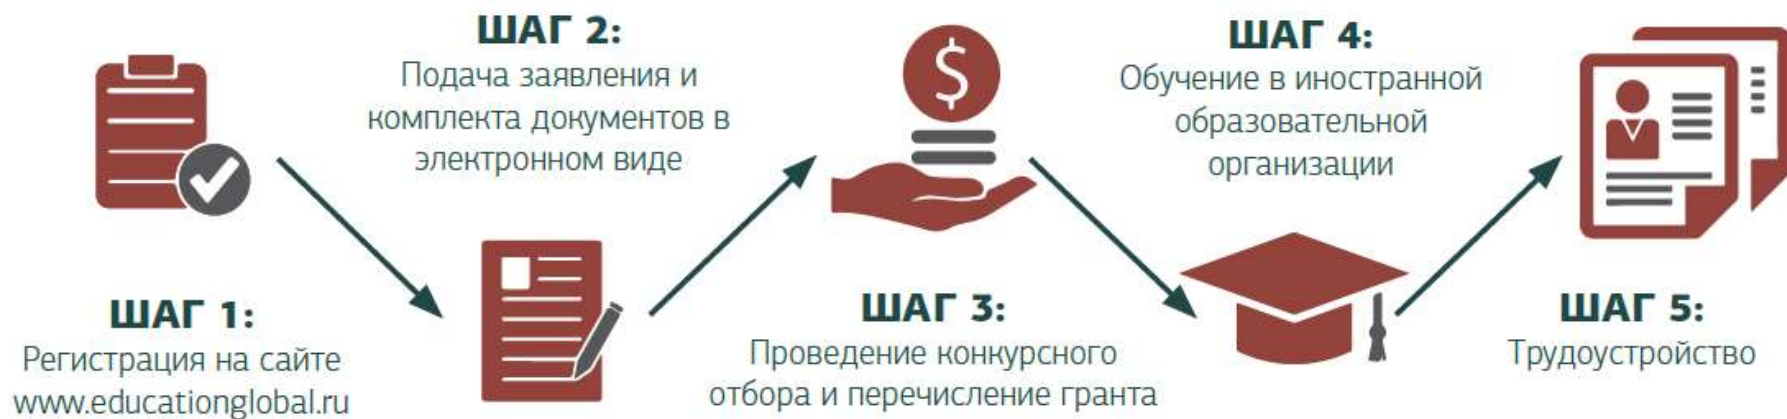 ШАГ 1:
Регистрация на сайте
www.educationglobal.ru
ШАГ 2:
Подача заявления и
комплекта документов в
электронном виде
$
ШАГ 3:
Проведение конкурсного
отбора и перечисление гранта
ШАГ 4:
Обучение в иностранной
образовательной
организации
ШАГ 5:
Трудоустройство